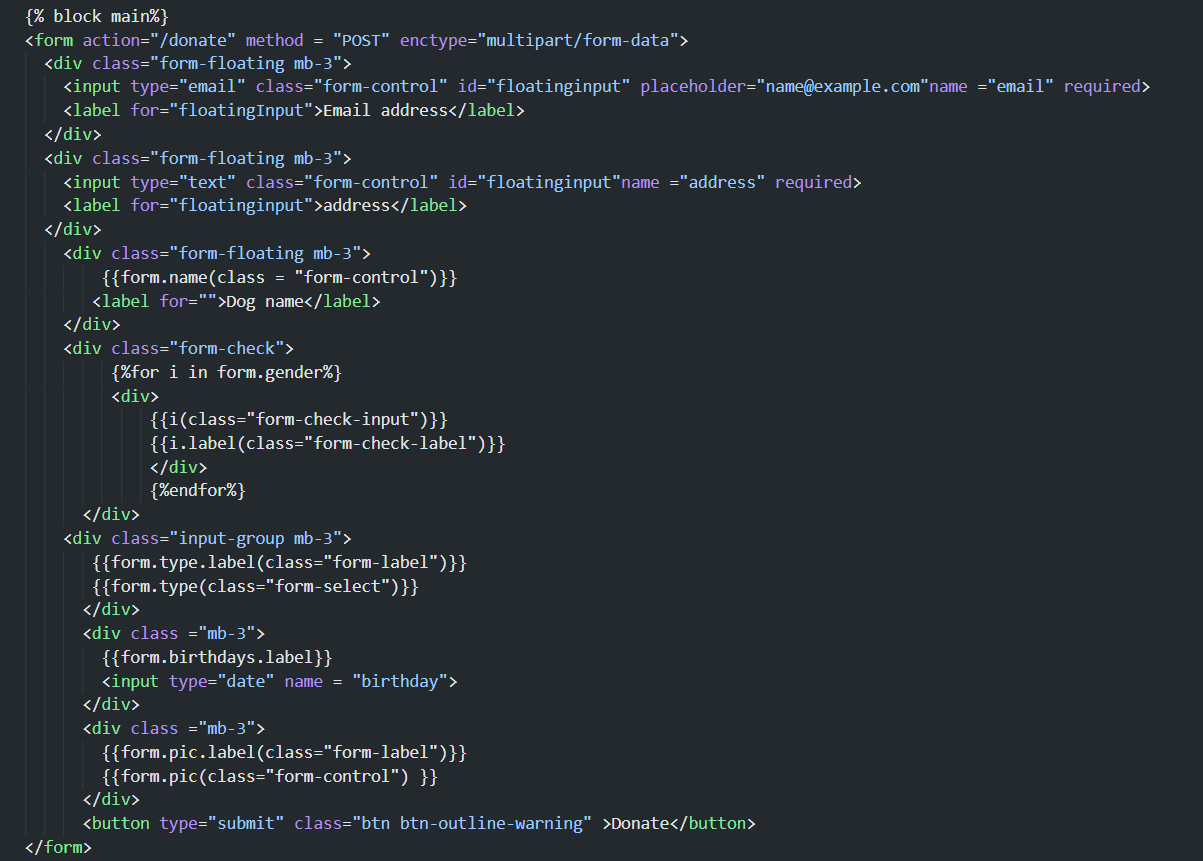 {% block main%}
<form action="/donate" method = "POST" enctype="multipart/form-data">
<div class="form-floating mb-3">
<input type="email" class="form-control" id="floatinginput" placeholder="name@example.com"name ="email" required>
<label for="floatingInput">Email address</label>
</div>
<div class="form-floating mb-3">
<input type="text" class="form-control" id="floatinginput"name ="address" required>
<label for="floatinginput">address</label>
</div>
<div class="form-floating mb-3">
{{form.name(class = "form-control")}}
<label for="">Dog name</label>
</div>
<div class="form-check">
{%for i in form.gender%}
<div>
{{i(class="form-check-input")}}
{{i.label(class="form-check-label")}}
</div>
{%endfor%}
</div>
<div class="input-group mb-3">
{{form.type.label(class="form-label")}}
{{form.type(class="form-select")}}
</div>
<div class ="mb-3">
{{form.birthdays.label}}
<input type="date" name = "birthday">
</div>
<div class ="mb-3">
{{form.pic.label(class="form-label")}}
{{form.pic(class="form-control") }}
</div>
<button type="submit" class="btn btn-outline-warning" >Donate</button>
</form>